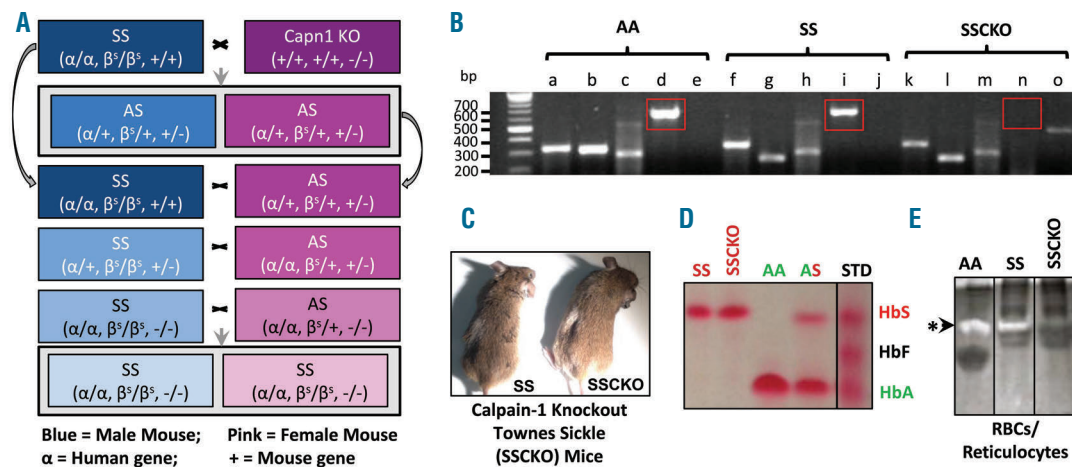 A
SS
(α/α, βˢ/βˢ, +/+)
Capn1 KO
(+/+, +/+, -/-)
AS
(α/+, βˢ/+, +/-)
AS
(α/+, βˢ/+, +/-)
SS
(α/α, βˢ/βˢ, +/+)
AS
(α/+, βˢ/+, +/-)
SS
(α/+, βˢ/βˢ, +/-)
AS
(α/α, βˢ/+, +/-)
SS
(α/α, βˢ/βˢ, -/-)
AS
(α/α, βˢ/+, -/-)
SS
(α/α, βˢ/βˢ, -/-)
SS
(α/α, βˢ/βˢ, -/-)
Blue = Male Mouse; Pink = Female Mouse
α = Human gene; + = Mouse gene
B
AA SS SSCKO
bp a b c d e f g h i j k l m n o
700
600
500
400
300
200
C
SS SSCKO
Calpain-1 Knockout
Townes Sickle
(SSCKO) Mice
D
SS SSCKO AA AS STD
HbS
HbF
HbA
E
AA SS SSCKO
*
RBCs/
Reticulocytes